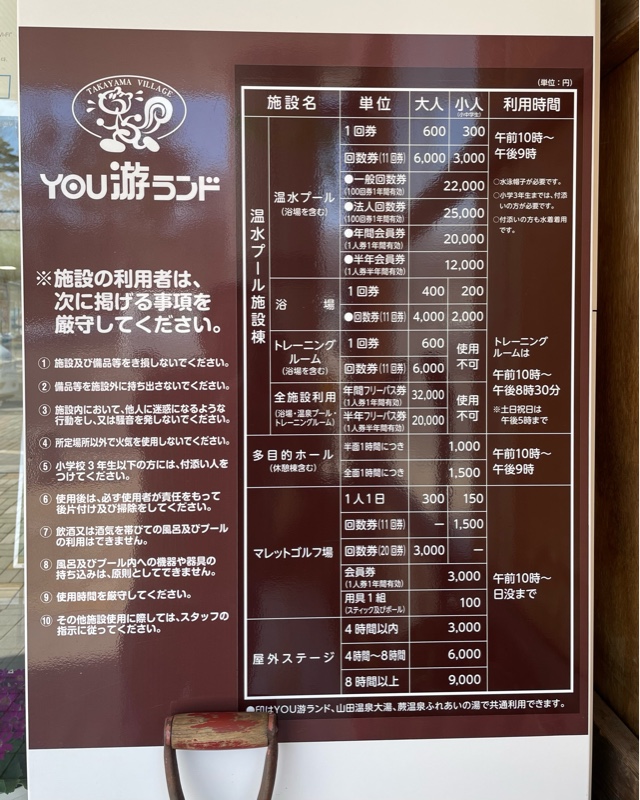 TAKAYAMA VILLAGE
YOU游ランド
※施設の利用者は、
次に掲げる事項を
厳守してください。
① 施設及び備品等をき損しないでください。
② 備品等を施設外に持ち出さないでください。
③ 施設内において、他人に迷惑になるような
行動をし、又は騒音を発しないでください。
④ 所定場所以外で火気を使用しないでください。
⑤ 小学校3年生以下の方には、付添い人を
つけてください。
⑥ 使用後は、必ず使用者が責任をもって
後片付け及び掃除をしてください。
⑦ 飲酒又は酒気を帯びての風呂及びプール
の利用はできません。
⑧ 風呂及びプール内への機器や器具の
持ち込みは、原則としてできません。
⑨ 使用時間を厳守してください。
⑩ その他施設使用に際しては、スタッフの
指示に従ってください。
(単位:円)
施設名 単位 大人 小人 利用時間
(小中学生)
温水プール施設棟
温水プール
(浴場を含む)
1回券 600 300
回数券(11回券) 6,000 3,000
●一般回数券 22,000
(100回券1年間有効)
●法人回数券 25,000
(100回券1年間有効)
●年間会員券 20,000
(1人券1年間有効)
●半年会員券 12,000
(1人券半年間有効)
午前10時〜
午後9時
○水泳帽子が必要です。
○小学3年生までは、付添
いの方が必要です。
○付添いの方も水着着用
です。
浴場
1回券 400 200
●回数券(11回券) 4,000 2,000
トレーニング
ルーム
(浴場を含む)
1回券 600
回数券(11回券) 6,000
使用
不可
全施設利用
(浴場・温泉プール・
トレーニングルーム)
年間フリーパス券 32,000
(1人券1年間有効)
半年フリーパス券 20,000
(1人券半年間有効)
使用
不可
トレーニング
ルームは
午前10時〜
午後8時30分
※土日祝日は
午後5時まで
多目的ホール
(休憩棟含む)
半面1時間につき 1,000
全面1時間につき 1,500
午前10時〜
午後9時
マレットゴルフ場
1人1日 300 150
回数券(11回券) − 1,500
回数券(20回券) 3,000 −
会員券 3,000
(1人券1年間有効)
用具1組 100
(スティック及びボール)
屋外ステージ
4時間以内 3,000
4時間〜8時間 6,000
8時間以上 9,000
午前10時〜
日没まで
●印はYOU游ランド、山田温泉大湯、蕨温泉ふれあいの湯で共通利用できます。